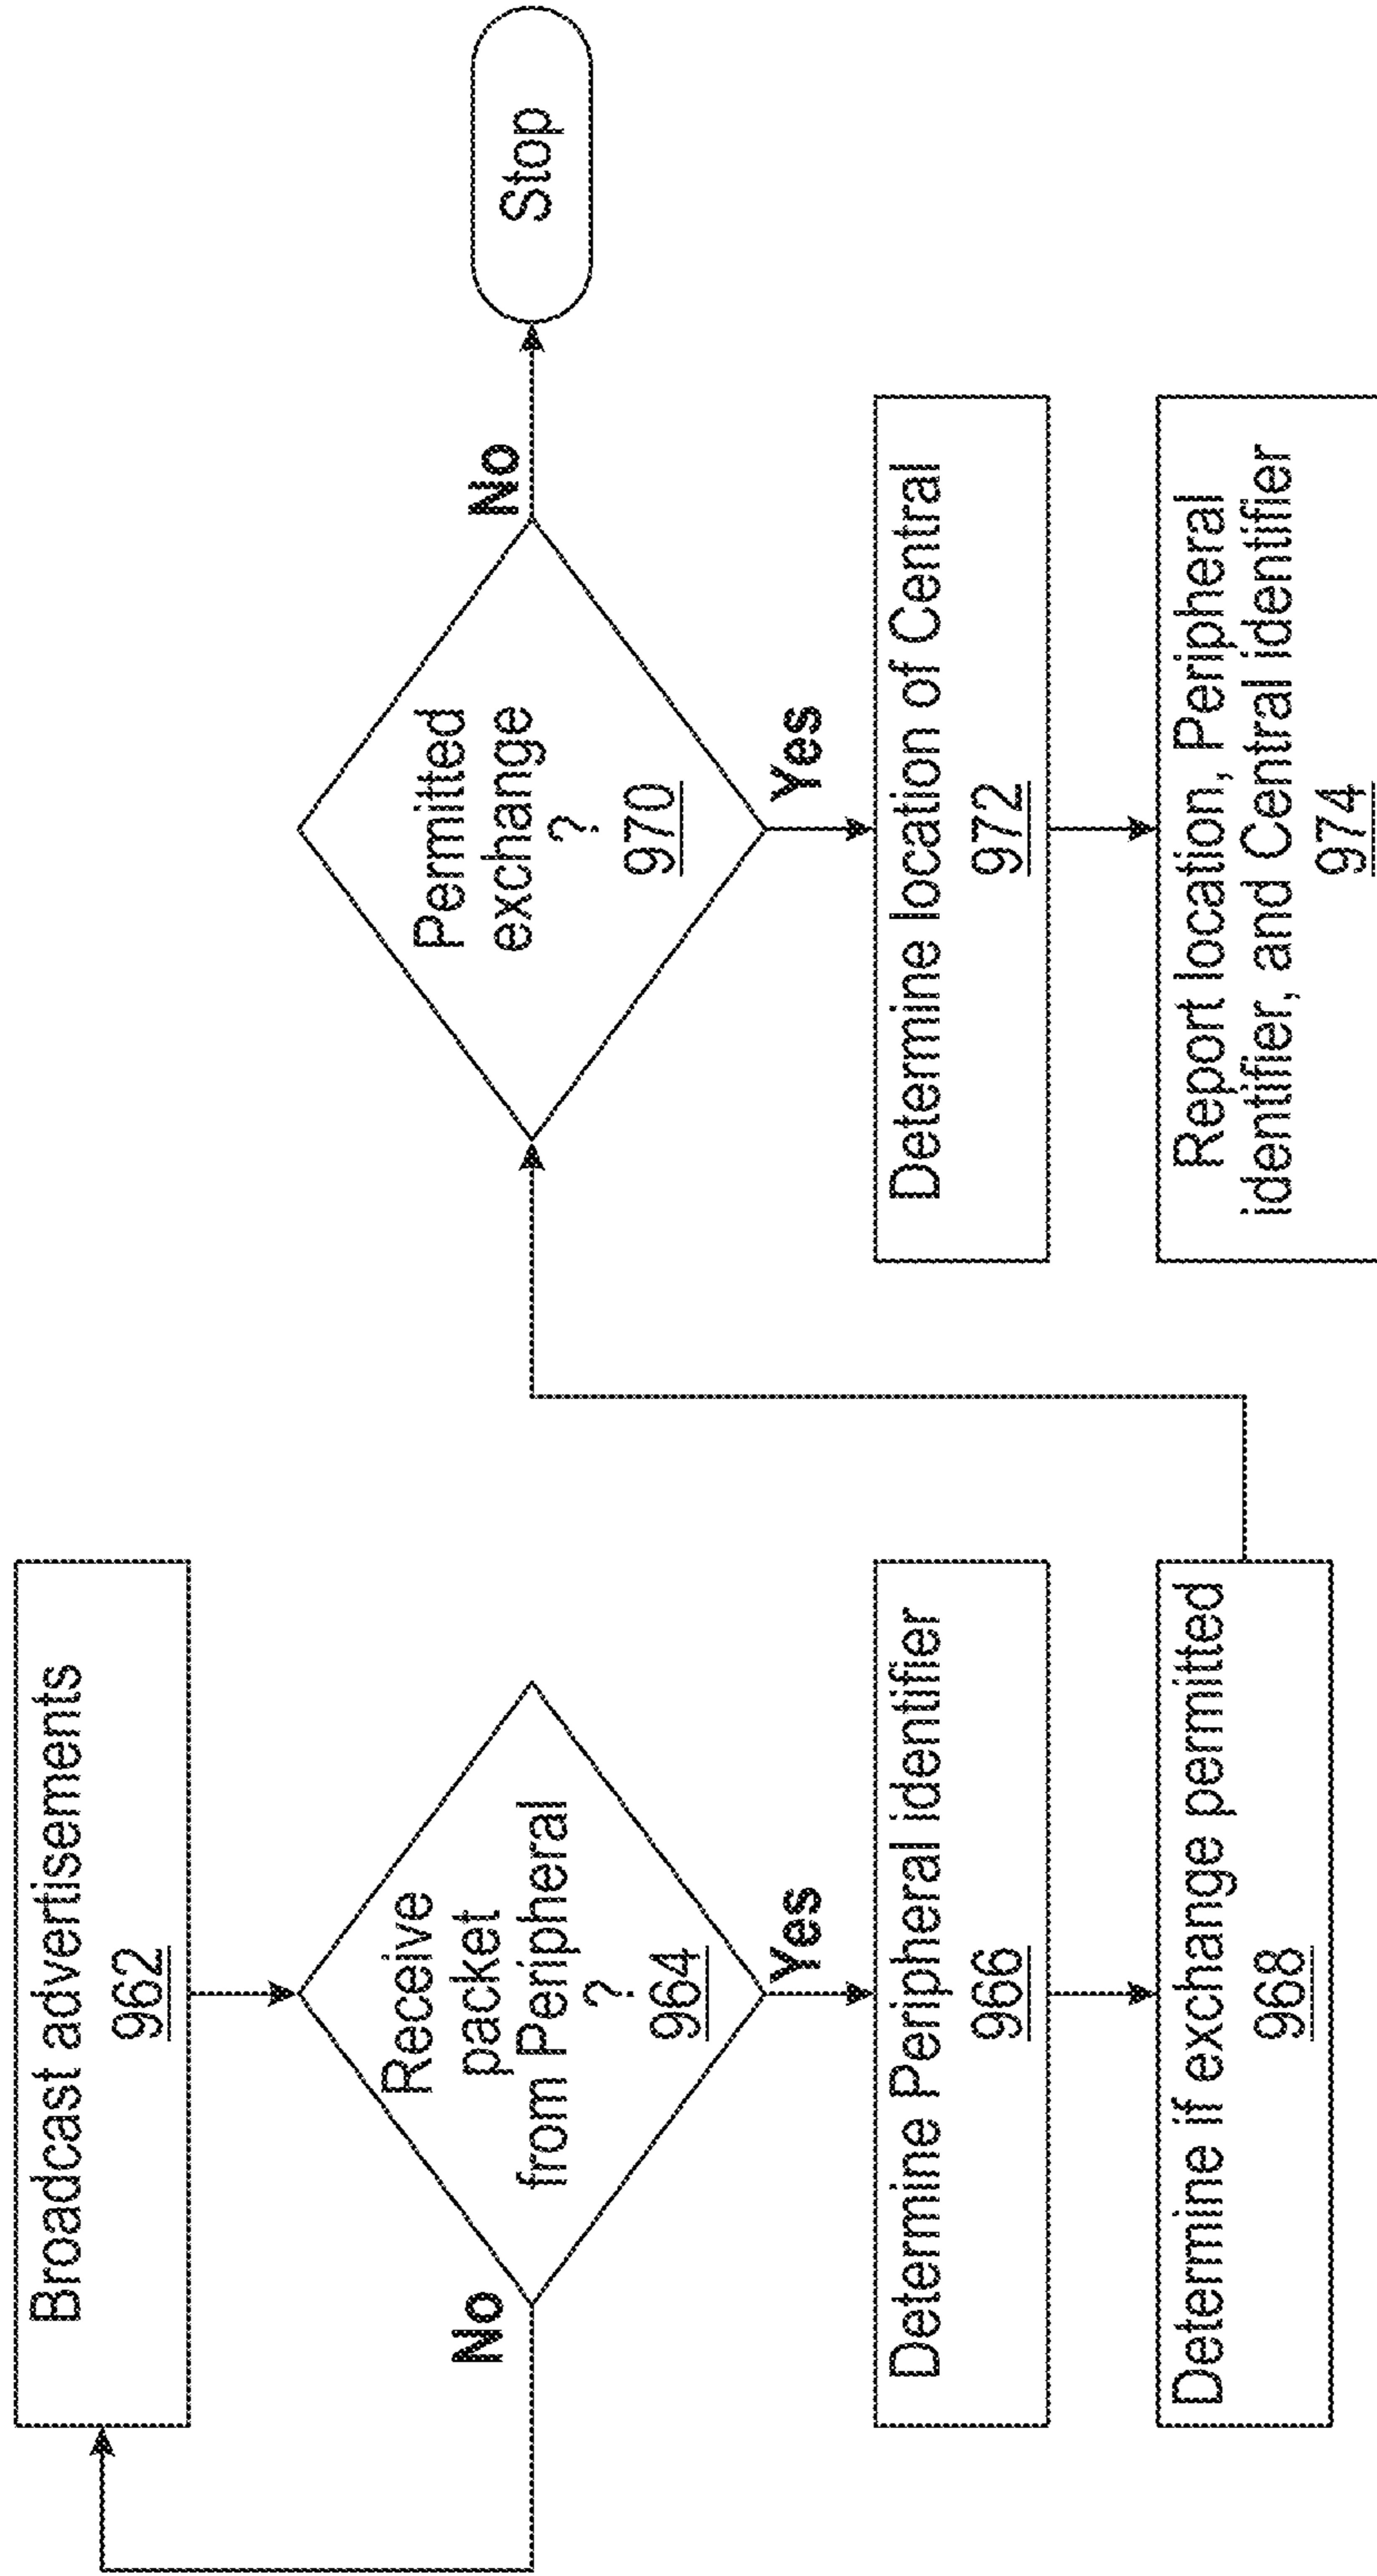 Broadcast advertisements
962
Receive
packet
from Peripheral
?
964
No
Yes
Determine Peripheral identifier
966
Determine if exchange permitted
968
Permitted
exchange
?
970
No
Stop
Yes
Determine location of Central
972
Report location, Peripheral
identifier, and Central identifier
974